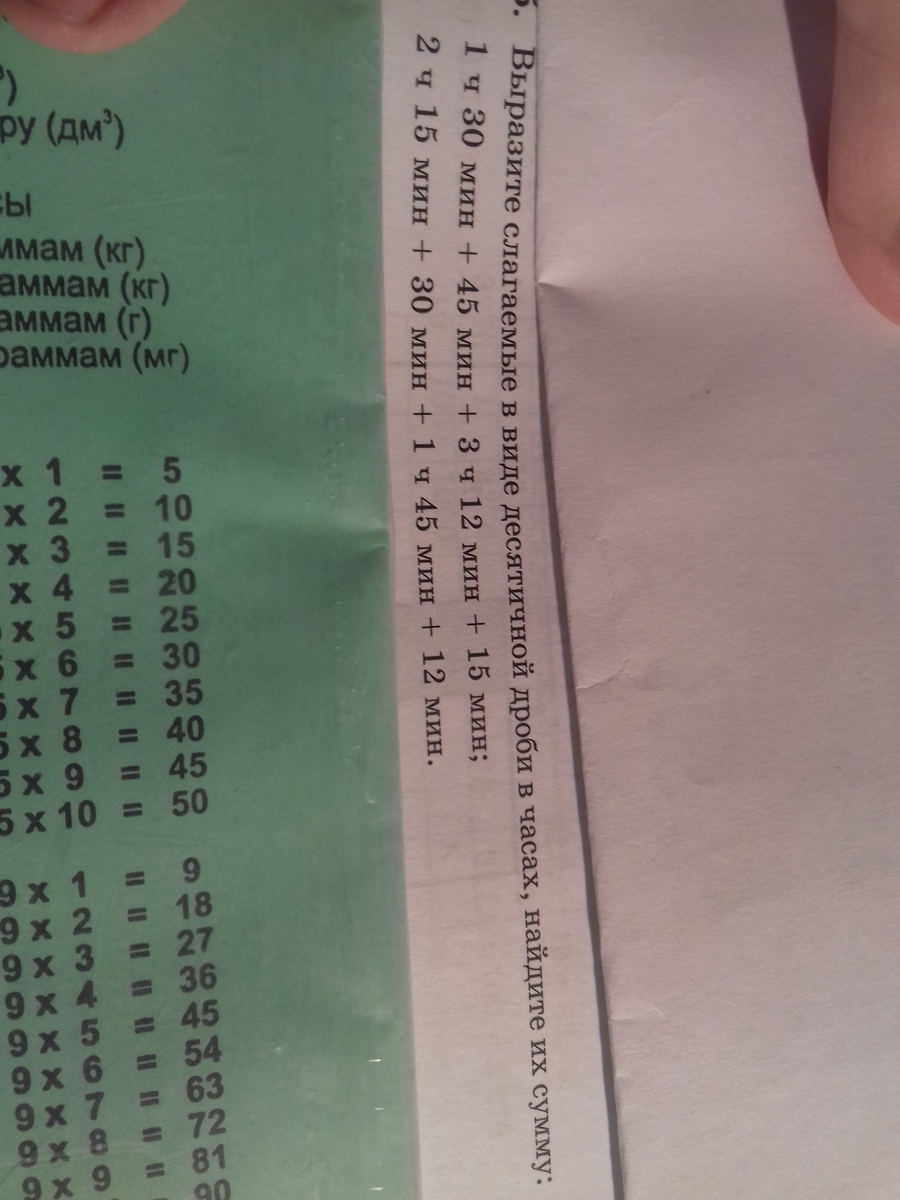 Выразите слагаемые в виде десятичной дроби в часах, найдите их сумму:
1 ч 30 мин + 45 мин + 3 ч 12 мин + 15 мин;
2 ч 15 мин + 30 мин + 1 ч 45 мин + 12 мин.
ру (дм³)
ммам (кг)
аммам (кг)
аммам (г)
раммам (мг)
x 1 = 5
x 2 = 10
x 3 = 15
x 4 = 20
x 5 = 25
x 6 = 30
5 x 7 = 35
5 x 8 = 40
5 x 9 = 45
5 x 10 = 50
9 x 1 = 9
9 x 2 = 18
9 x 3 = 27
9 x 4 = 36
9 x 5 = 45
9 x 6 = 54
9 x 7 = 63
9 x 8 = 72
9 x 9 = 81
90